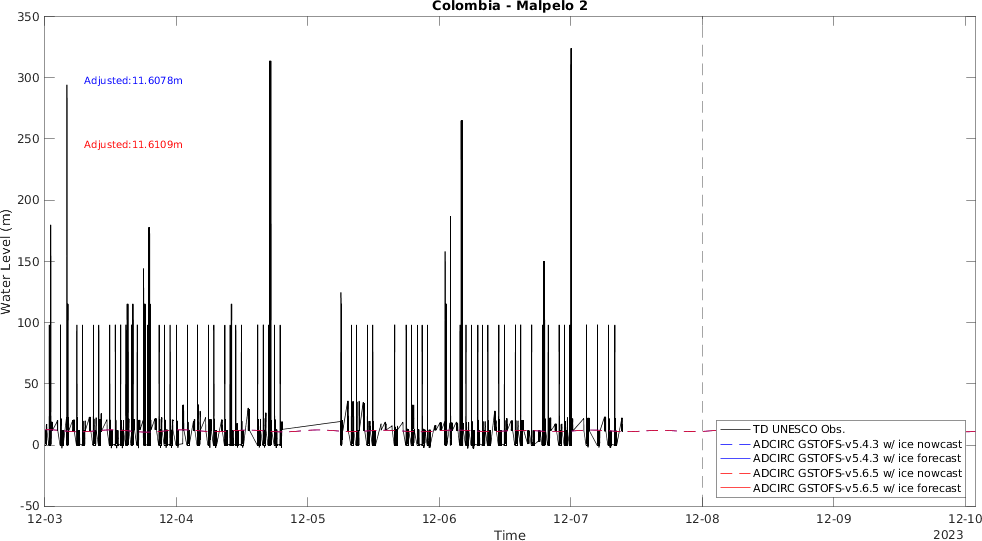 Colombia - Malpelo 2
350
300
250
200
150
100
50
0
-50
Water Level (m)
Adjusted:11.6078m
Adjusted:11.6109m
TD UNESCO Obs.
ADCIRC GSTOFS-v5.4.3 w/ ice nowcast
ADCIRC GSTOFS-v5.4.3 w/ ice forecast
ADCIRC GSTOFS-v5.6.5 w/ ice nowcast
ADCIRC GSTOFS-v5.6.5 w/ ice forecast
12-03 12-04 12-05 12-06 12-07 12-08 12-09 12-10
Time
2023